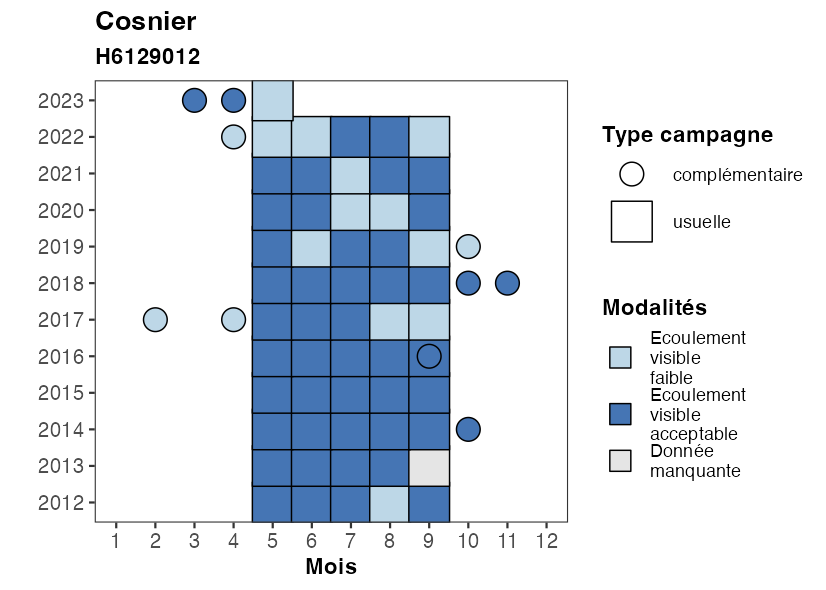 Cosnier
H6129012
2023
2022
2021
2020
2019
2018
2017
2016
2015
2014
2013
2012
1 2 3 4 5 6 7 8 9 10 11 12
Mois
Type campagne
complémentaire
usuelle
Modalités
Ecoulement
visible
faible
Ecoulement
visible
acceptable
Donnée
manquante